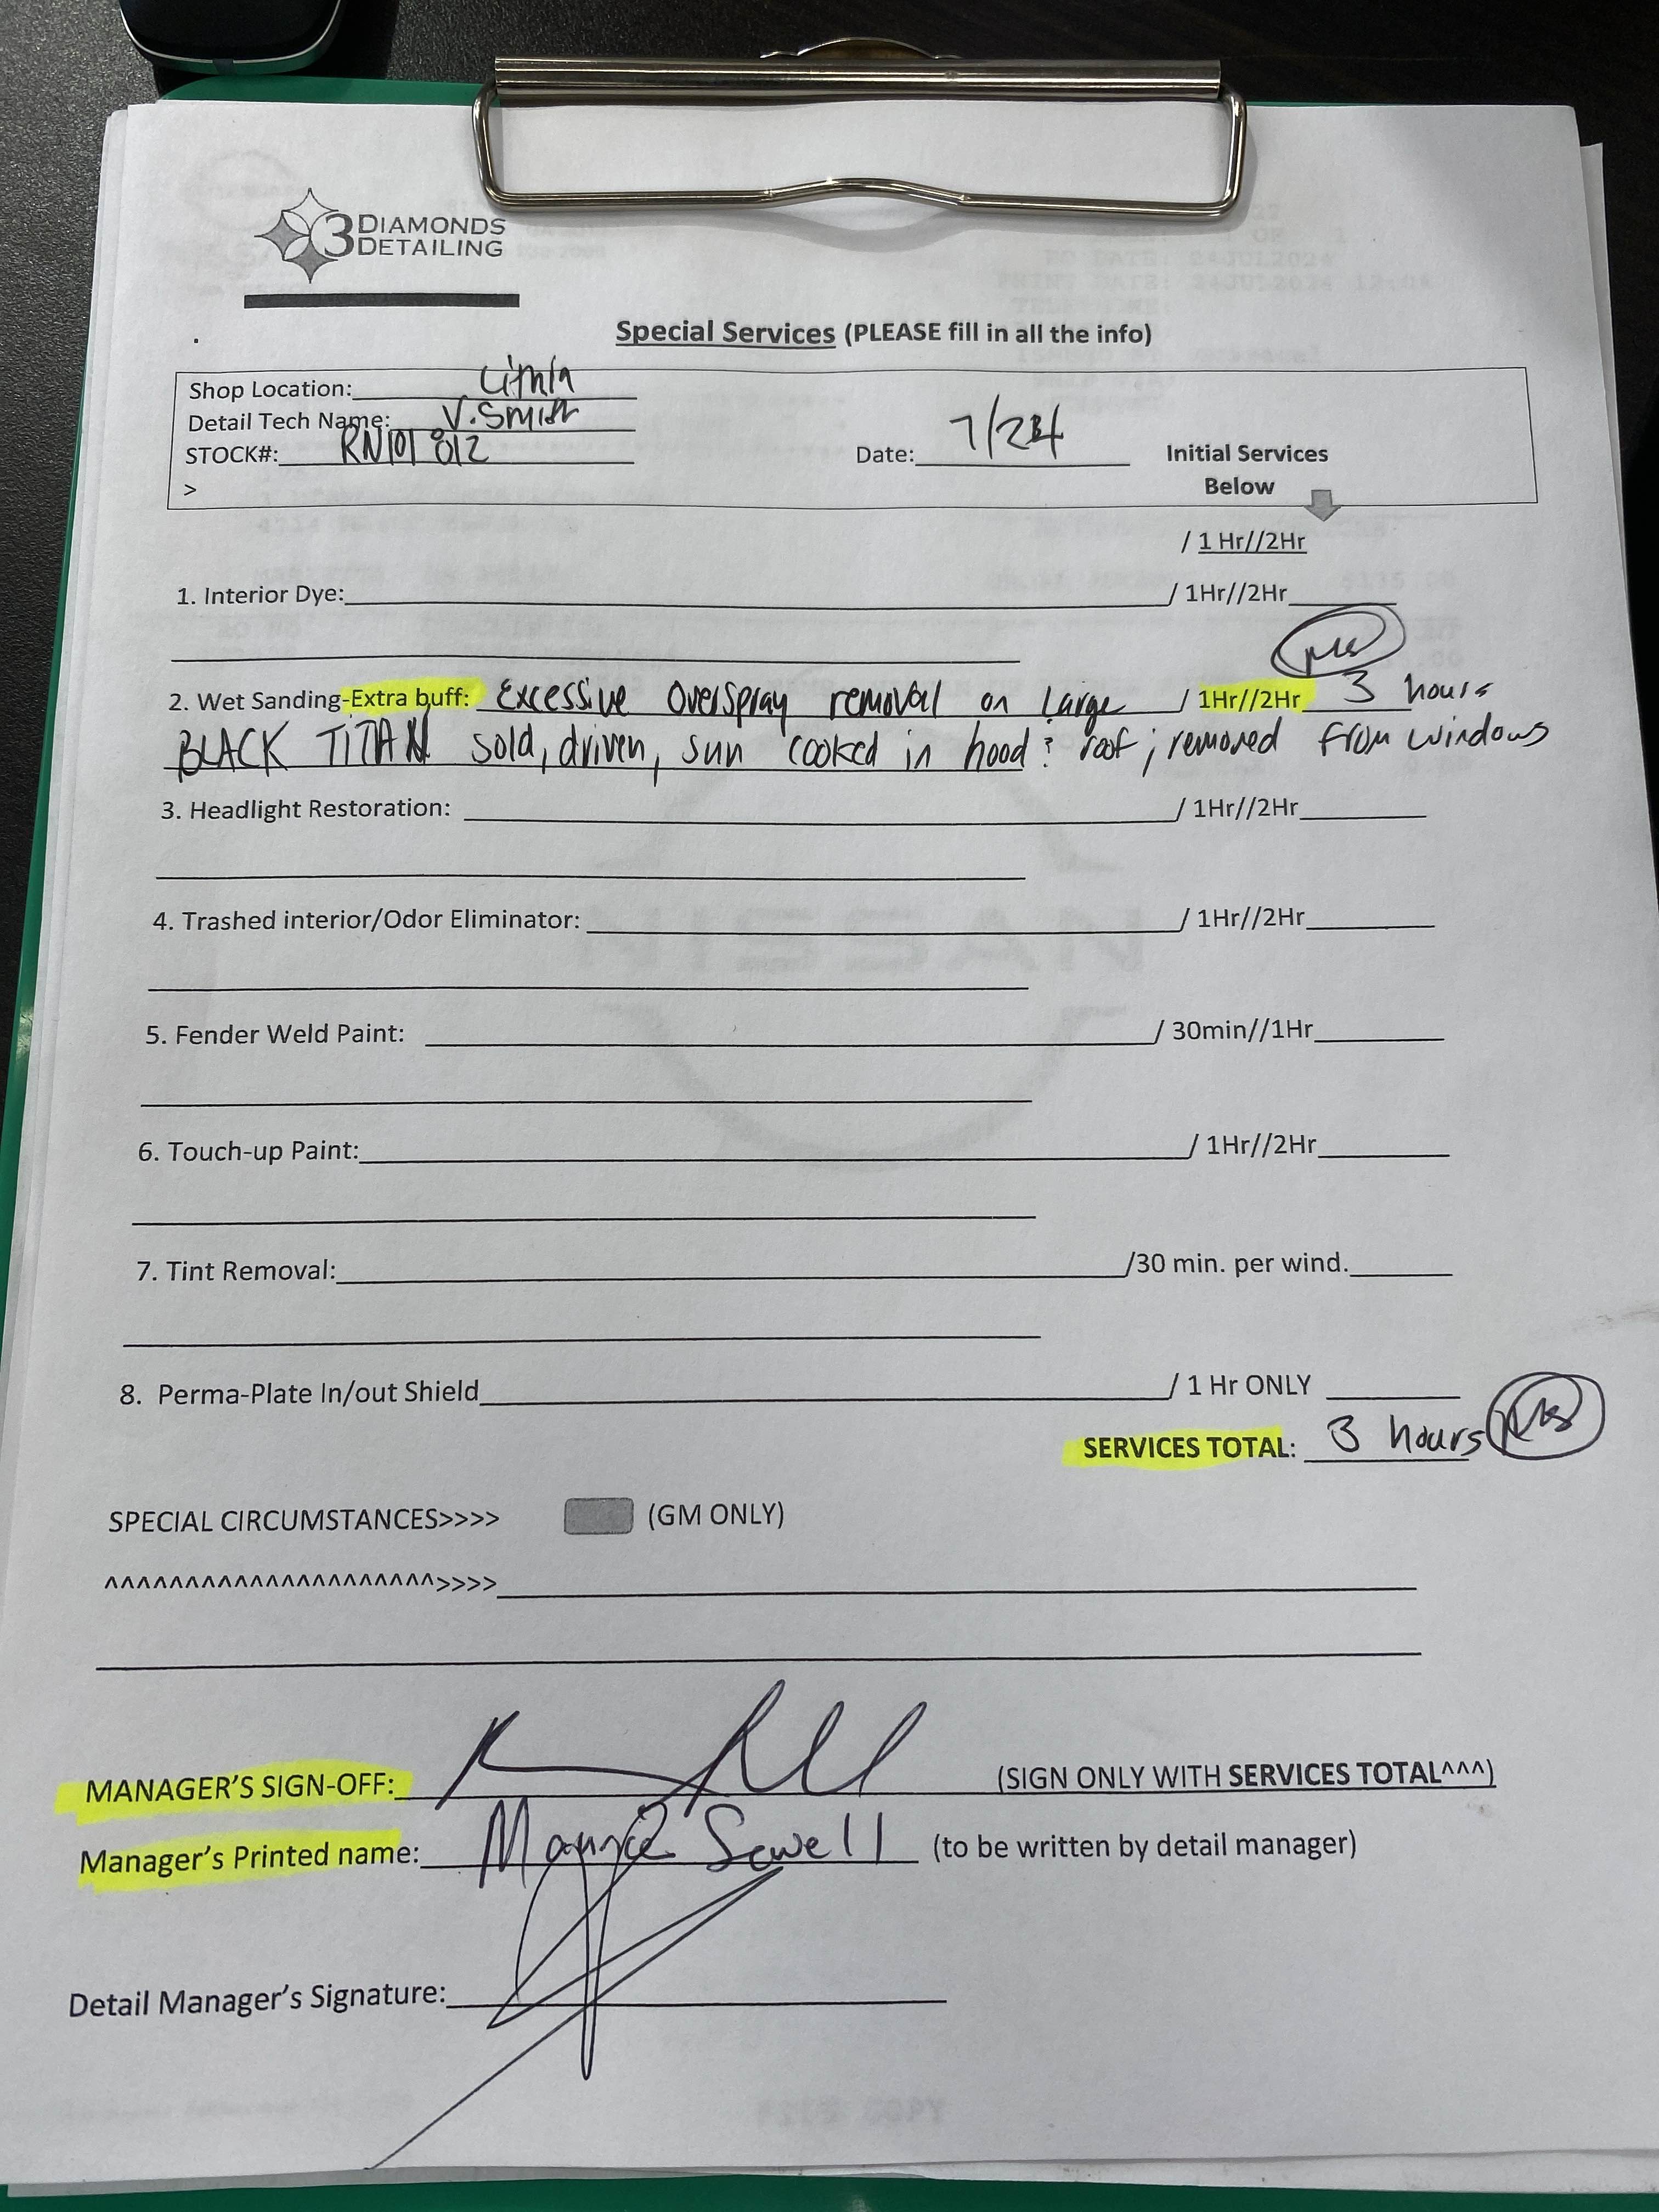 3 DIAMONDS
DETAILING
Special Services (PLEASE fill in all the info)
Shop Location:
Detail Tech Name: V. Smith
STOCK#: RN101812
Date: 7/24
Initial Services
Below
>
/ 1 Hr//2Hr
1. Interior Dye: / 1Hr//2Hr
2. Wet Sanding-Extra buff: Excessive Overspray removal on Large / 1Hr//2Hr 3 hours
BLACK TITAN sold, driven, sun cooked in hood & roof; removed from windows
3. Headlight Restoration: / 1Hr//2Hr
4. Trashed interior/Odor Eliminator: / 1Hr//2Hr
5. Fender Weld Paint: / 30min//1Hr
6. Touch-up Paint: / 1Hr//2Hr
7. Tint Removal: /30 min. per wind.
8. Perma-Plate In/out Shield / 1 Hr ONLY
SERVICES TOTAL: 3 hours
SPECIAL CIRCUMSTANCES>>>> (GM ONLY)
^^^^^^^^^^^^^^^^^^^^^>>>>
MANAGER'S SIGN-OFF: (SIGN ONLY WITH SERVICES TOTAL^^^)
Manager's Printed name: Maurice Sewell (to be written by detail manager)
Detail Manager's Signature: